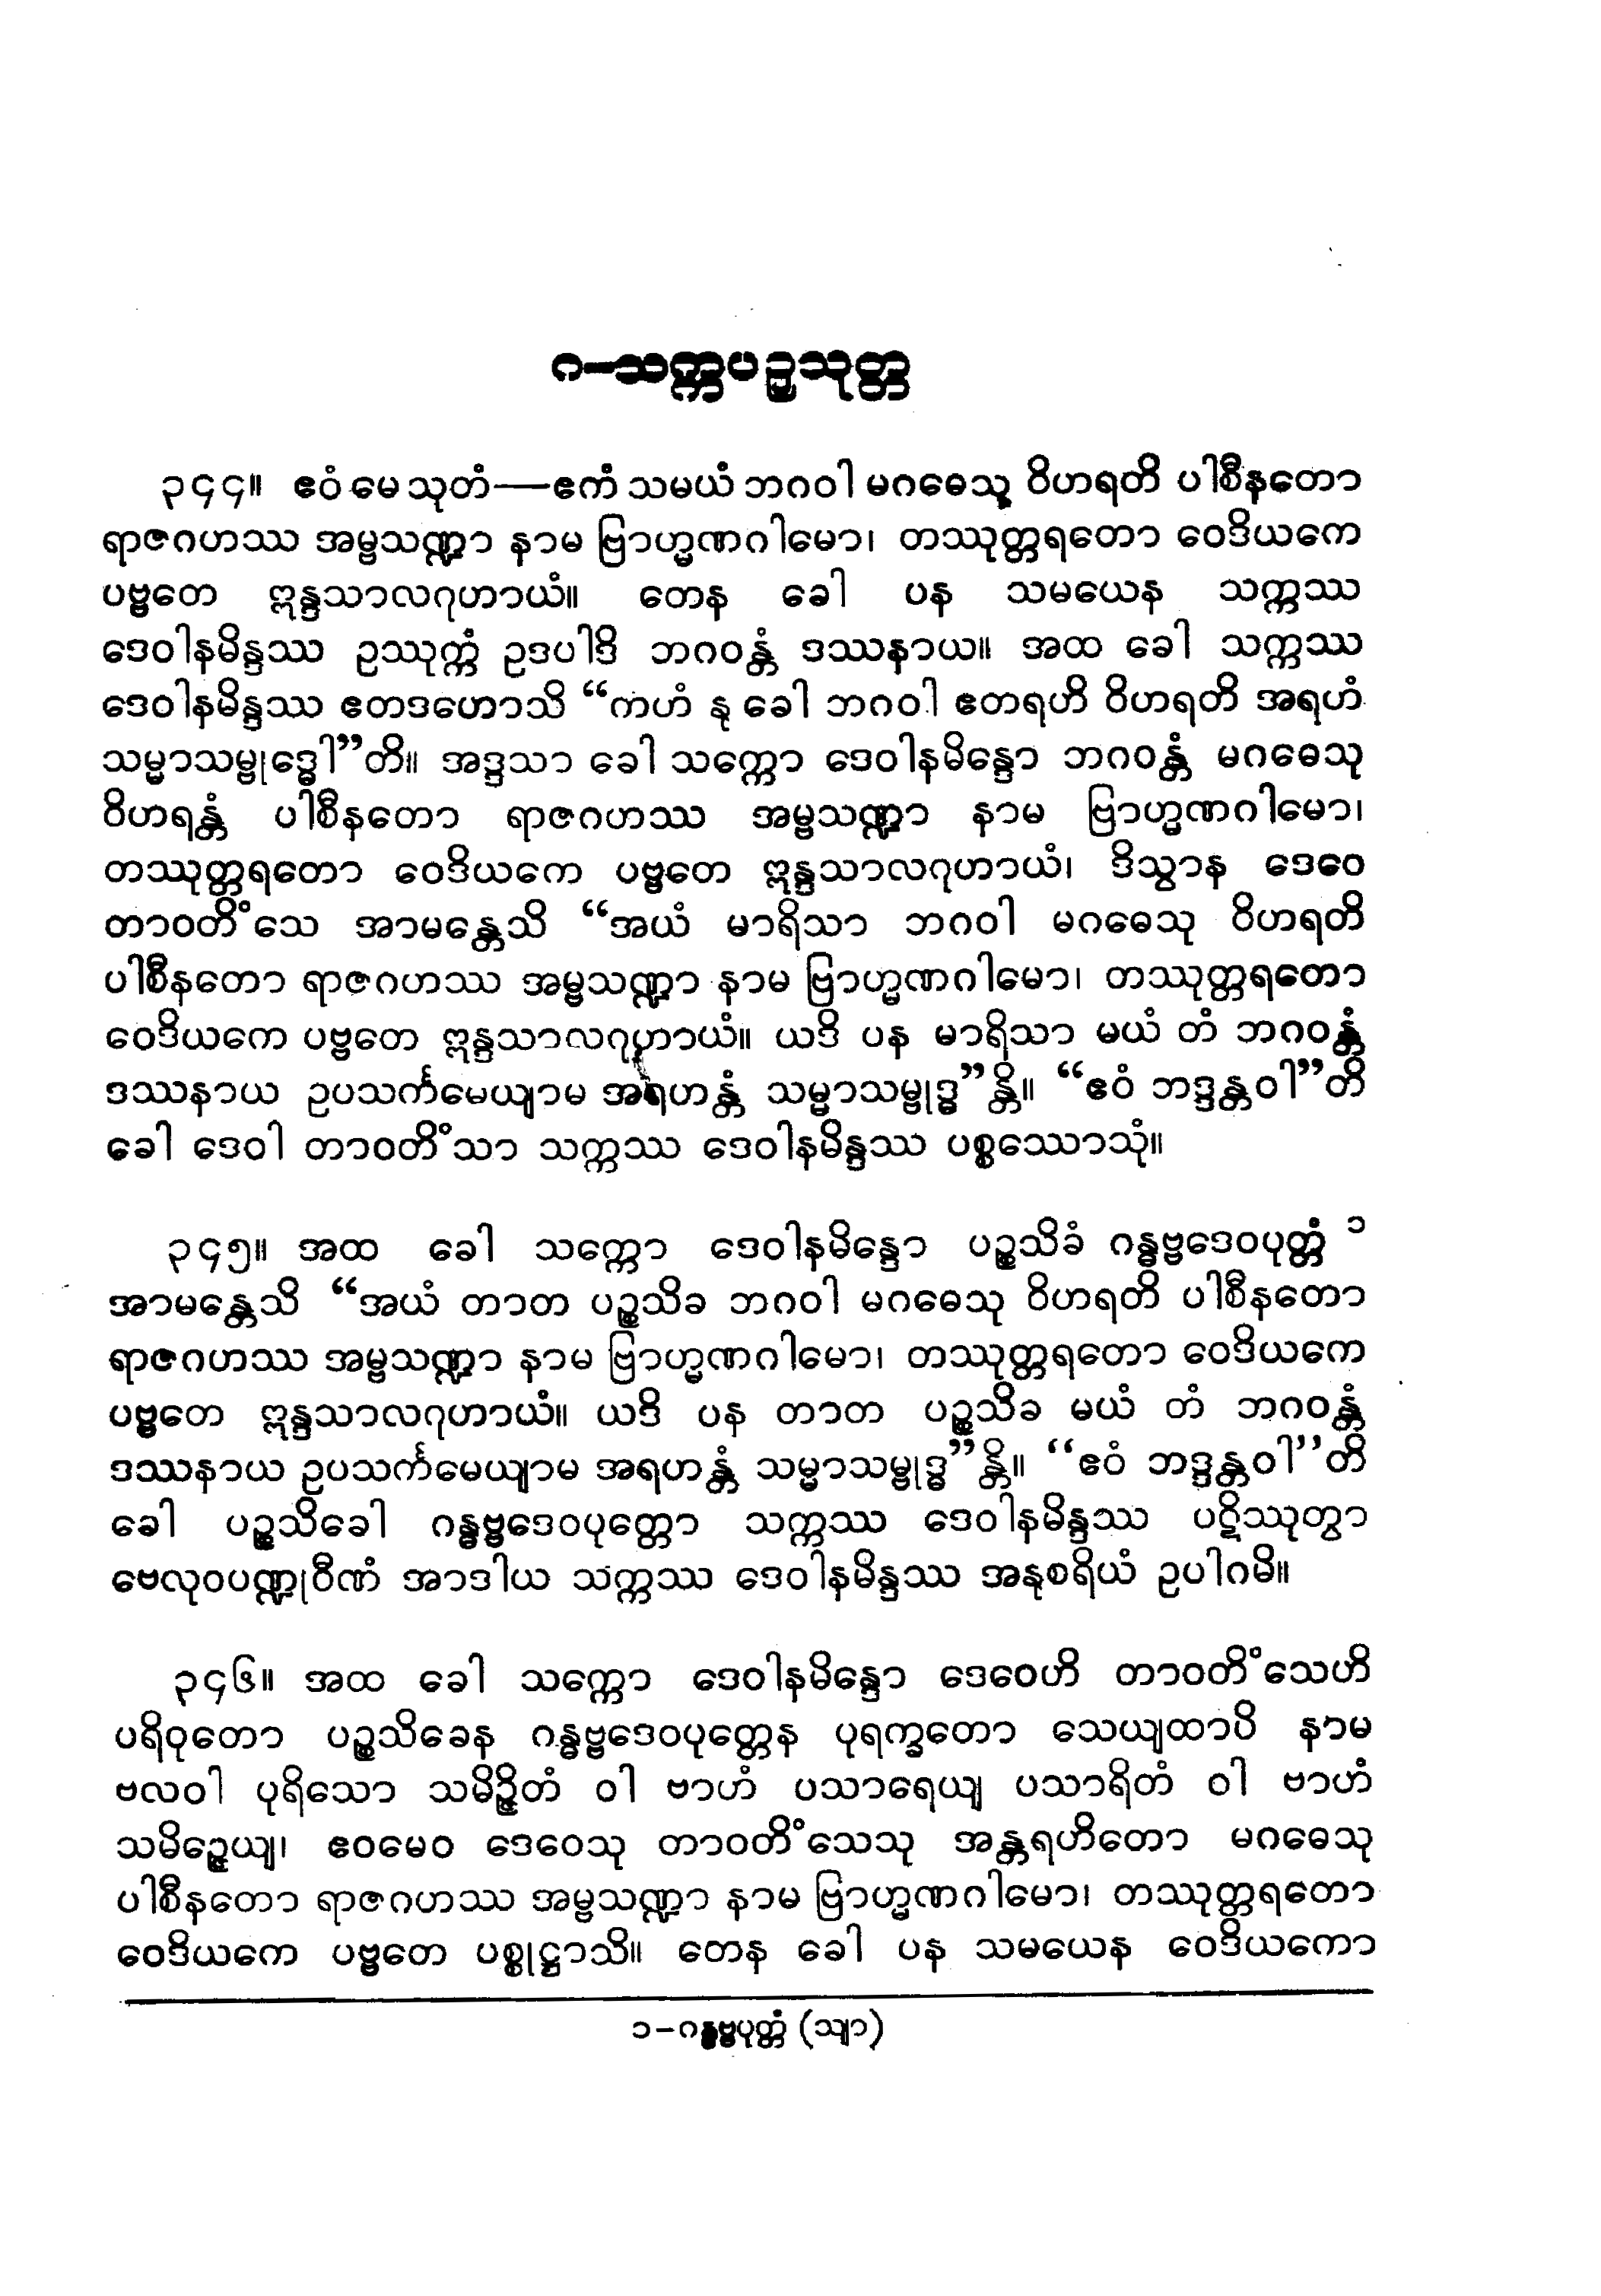 ဂ-သက္ကပဉှသုတ္တ
၃၄၄။ ဧဝံ မေ သုတံ—ဧကံ သမယံ ဘဂဝါ မဂဓေသု ဝိဟရတိ ပါစီနတော
ရာဇဂဟဿ အမ္ဗသဏ္ဍာ နာမ ဗြာဟ္မဏဂါမော၊ တဿုတ္တရတော ဝေဒိယကေ
ပဗ္ဗတေ ဣန္ဒသာလဂုဟာယံ။ တေန ခေါ ပန သမယေန သက္ကဿ
ဒေဝါနမိန္ဒဿ ဥဿုက္ကံ ဥဒပါဒိ ဘဂဝန္တံ ဒဿနာယ။ အထ ခေါ သက္ကဿ
ဒေဝါနမိန္ဒဿ ဧတဒဟောသိ “ကဟံ နု ခေါ ဘဂဝါ ဧတရဟိ ဝိဟရတိ အရဟံ
သမ္မာသမ္ဗုဒ္ဓေါ”တိ။ အဒ္ဒသာ ခေါ သက္ကော ဒေဝါနမိန္ဒော ဘဂဝန္တံ မဂဓေသု
ဝိဟရန္တံ ပါစီနတော ရာဇဂဟဿ အမ္ဗသဏ္ဍာ နာမ ဗြာဟ္မဏဂါမော၊
တဿုတ္တရတော ဝေဒိယကေ ပဗ္ဗတေ ဣန္ဒသာလဂုဟာယံ၊ ဒိသွာန ဒေဝေ
တာဝတိံသေ အာမန္တေသိ “အယံ မာရိသာ ဘဂဝါ မဂဓေသု ဝိဟရတိ
ပါစီနတော ရာဇဂဟဿ အမ္ဗသဏ္ဍာ နာမ ဗြာဟ္မဏဂါမော၊ တဿုတ္တရတော
ဝေဒိယကေ ပဗ္ဗတေ ဣန္ဒသာလဂုဟာယံ။ ယဒိ ပန မာရိသာ မယံ တံ ဘဂဝန္တံ
ဒဿနာယ ဥပသင်္ကမေယျာမ အရဟန္တံ သမ္မာသမ္ဗုဒ္ဓ”န္တိ။ “ဧဝံ ဘဒ္ဒန္တဝါ”တိ
ခေါ ဒေဝါ တာဝတိံသာ သက္ကဿ ဒေဝါနမိန္ဒဿ ပစ္စဿောသုံ။
၃၄၅။ အထ ခေါ သက္ကော ဒေဝါနမိန္ဒော ပဉ္စသိခံ ဂန္ဓဗ္ဗဒေဝပုတ္တံ ၁
အာမန္တေသိ “အယံ တာတ ပဉ္စသိခ ဘဂဝါ မဂဓေသု ဝိဟရတိ ပါစီနတော
ရာဇဂဟဿ အမ္ဗသဏ္ဍာ နာမ ဗြာဟ္မဏဂါမော၊ တဿုတ္တရတော ဝေဒိယကေ
ပဗ္ဗတေ ဣန္ဒသာလဂုဟာယံ။ ယဒိ ပန တာတ ပဉ္စသိခ မယံ တံ ဘဂဝန္တံ
ဒဿနာယ ဥပသင်္ကမေယျာမ အရဟန္တံ သမ္မာသမ္ဗုဒ္ဓ”န္တိ။ “ဧဝံ ဘဒ္ဒန္တဝါ”တိ
ခေါ ပဉ္စသိခေါ ဂန္ဓဗ္ဗဒေဝပုတ္တော သက္ကဿ ဒေဝါနမိန္ဒဿ ပဋိဿုတွာ
ဗေလုဝပဏ္ဍုဝီဏံ အာဒါယ သက္ကဿ ဒေဝါနမိန္ဒဿ အနုစရိယံ ဥပါဂမိ။
၃၄၆။ အထ ခေါ သက္ကော ဒေဝါနမိန္ဒော ဒေဝေဟိ တာဝတိံသေဟိ
ပရိဝုတော ပဉ္စသိခေန ဂန္ဓဗ္ဗဒေဝပုတ္တေန ပုရက္ခတော သေယျထာပိ နာမ
ဗလဝါ ပုရိသော သမိဉ္ဇိတံ ဝါ ဗာဟံ ပသာရေယျ ပသာရိတံ ဝါ ဗာဟံ
သမိဉ္ဇေယျ၊ ဧဝမေဝ ဒေဝေသု တာဝတိံသေသု အန္တရဟိတော မဂဓေသု
ပါစီနတော ရာဇဂဟဿ အမ္ဗသဏ္ဍာ နာမ ဗြာဟ္မဏဂါမော၊ တဿုတ္တရတော
ဝေဒိယကေ ပဗ္ဗတေ ပစ္စုဋ္ဌာသိ။ တေန ခေါ ပန သမယေန ဝေဒိယကော
၁-ဂန္ဓဗ္ဗပုတ္တံ (သျာ)